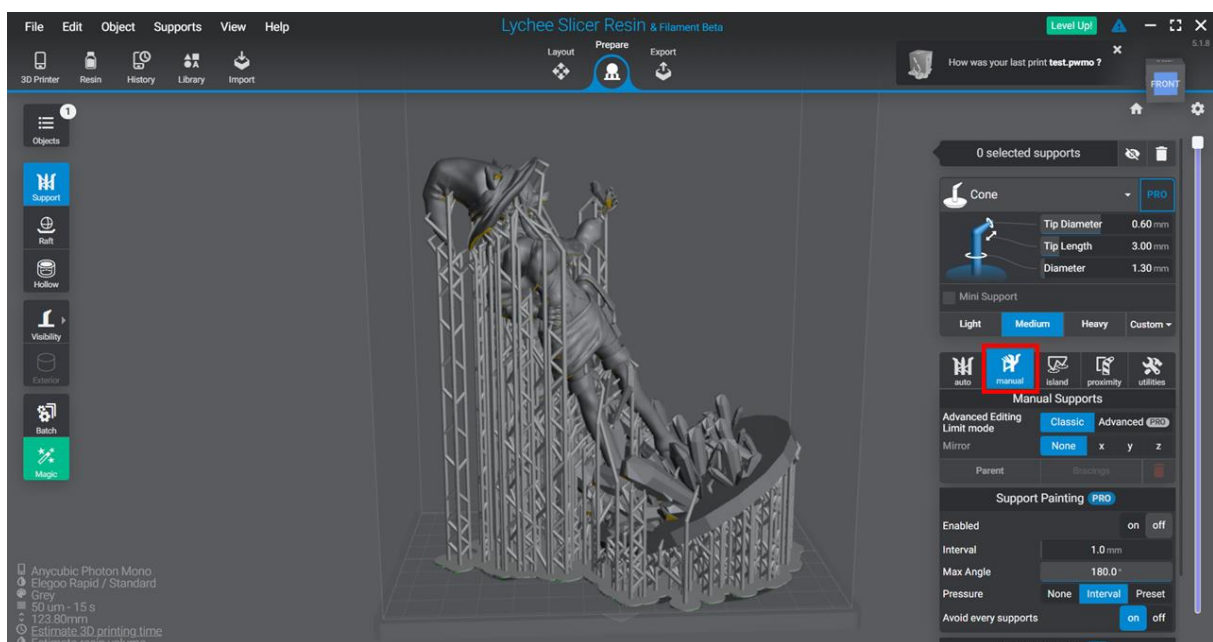 File Edit Object Supports View Help
Lychee Slicer Resin & Filament Beta
Level Up!
5.1.8
3D Printer Resin History Library Import
Layout Prepare Export
How was your last print test.pwmo ?
FRONT
1
Objects
Support
Raft
Hollow
Visibility
Exterior
Batch
Magic
0 selected supports
Cone PRO
Tip Diameter 0.60 mm
Tip Length 3.00 mm
Diameter 1.30 mm
Mini Support
Light Medium Heavy Custom
auto manual island proximity utilities
Manual Supports
Advanced Editing
Limit mode Classic Advanced PRO
Mirror None x y z
Parent Bracings
Support Painting PRO
Enabled on off
Interval 1.0 mm
Max Angle 180.0 °
Pressure None Interval Preset
Avoid every supports on off
Anycubic Photon Mono
Elegoo Rapid / Standard
Grey
50 um - 15 s
123.80mm
Estimate 3D printing time
Estimate resin volume